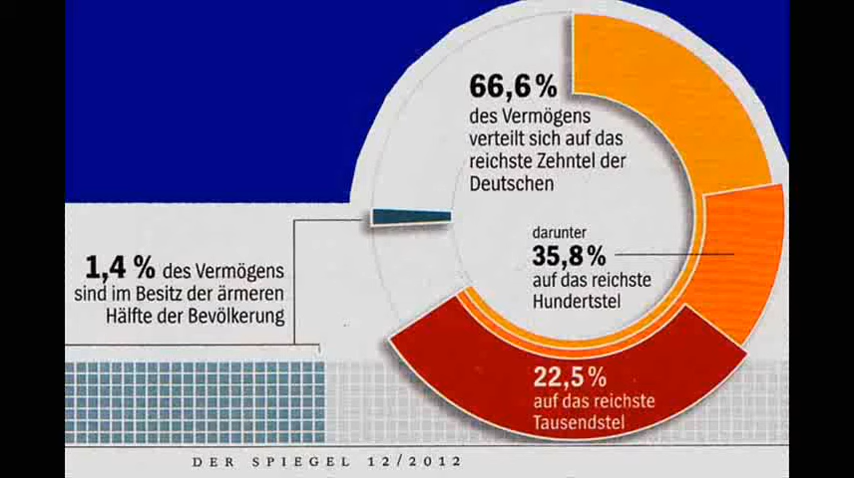 66,6 %
des Vermögens
verteilt sich auf das
reichste Zehntel der
Deutschen
darunter
35,8 %
auf das reichste
Hundertstel
1,4 % des Vermögens
sind im Besitz der ärmeren
Hälfte der Bevölkerung
22,5 %
auf das reichste
Tausendstel
DER SPIEGEL 12/2012